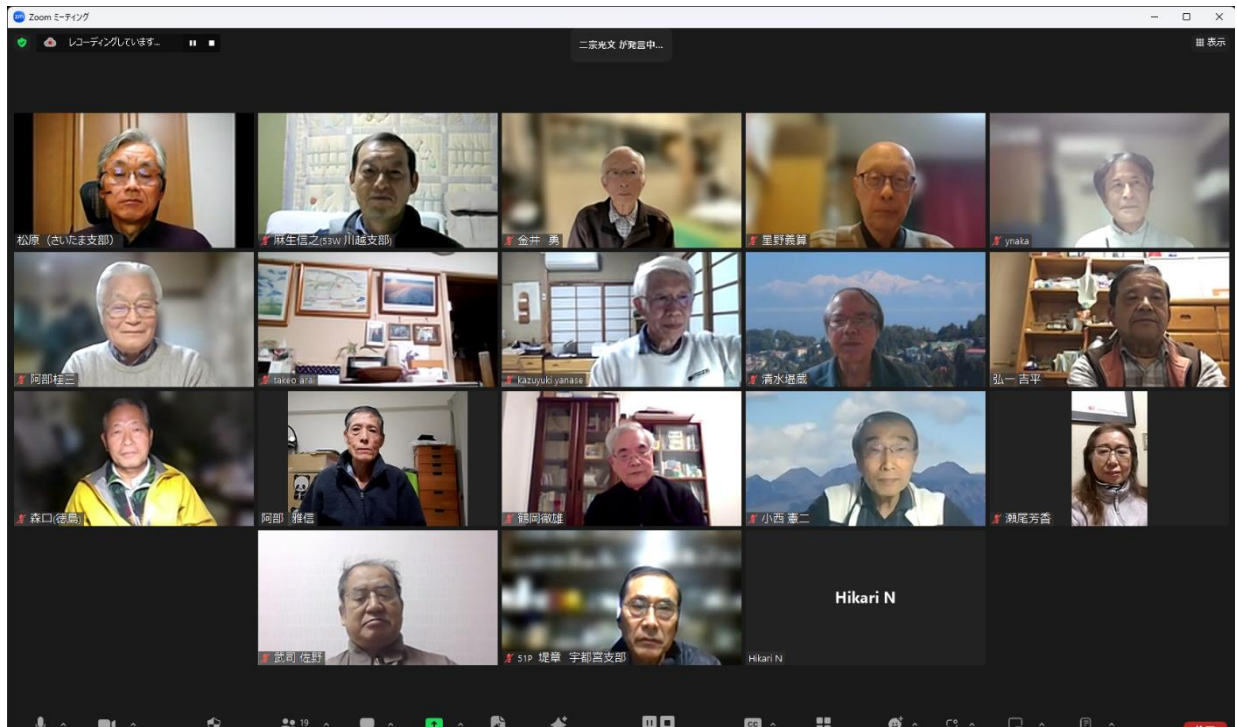 Zoom ミーティング
レコーディングしています...
二宗光文 が発言中...
表示
松原（さいたま支部）
麻生信之(53W 川越支部)
金井 勇
星野義算
ynaka
阿部桂三
takeo arai
kazuyuki yanase
清水堀蔵
弘一 吉平
森口(徳島)
阿部 雅信
鶴岡徹雄
小西 憲二
瀬尾芳香
武司 佐野
51P 堤章 宇都宮支部
Hikari N
Hikari N
19
CC